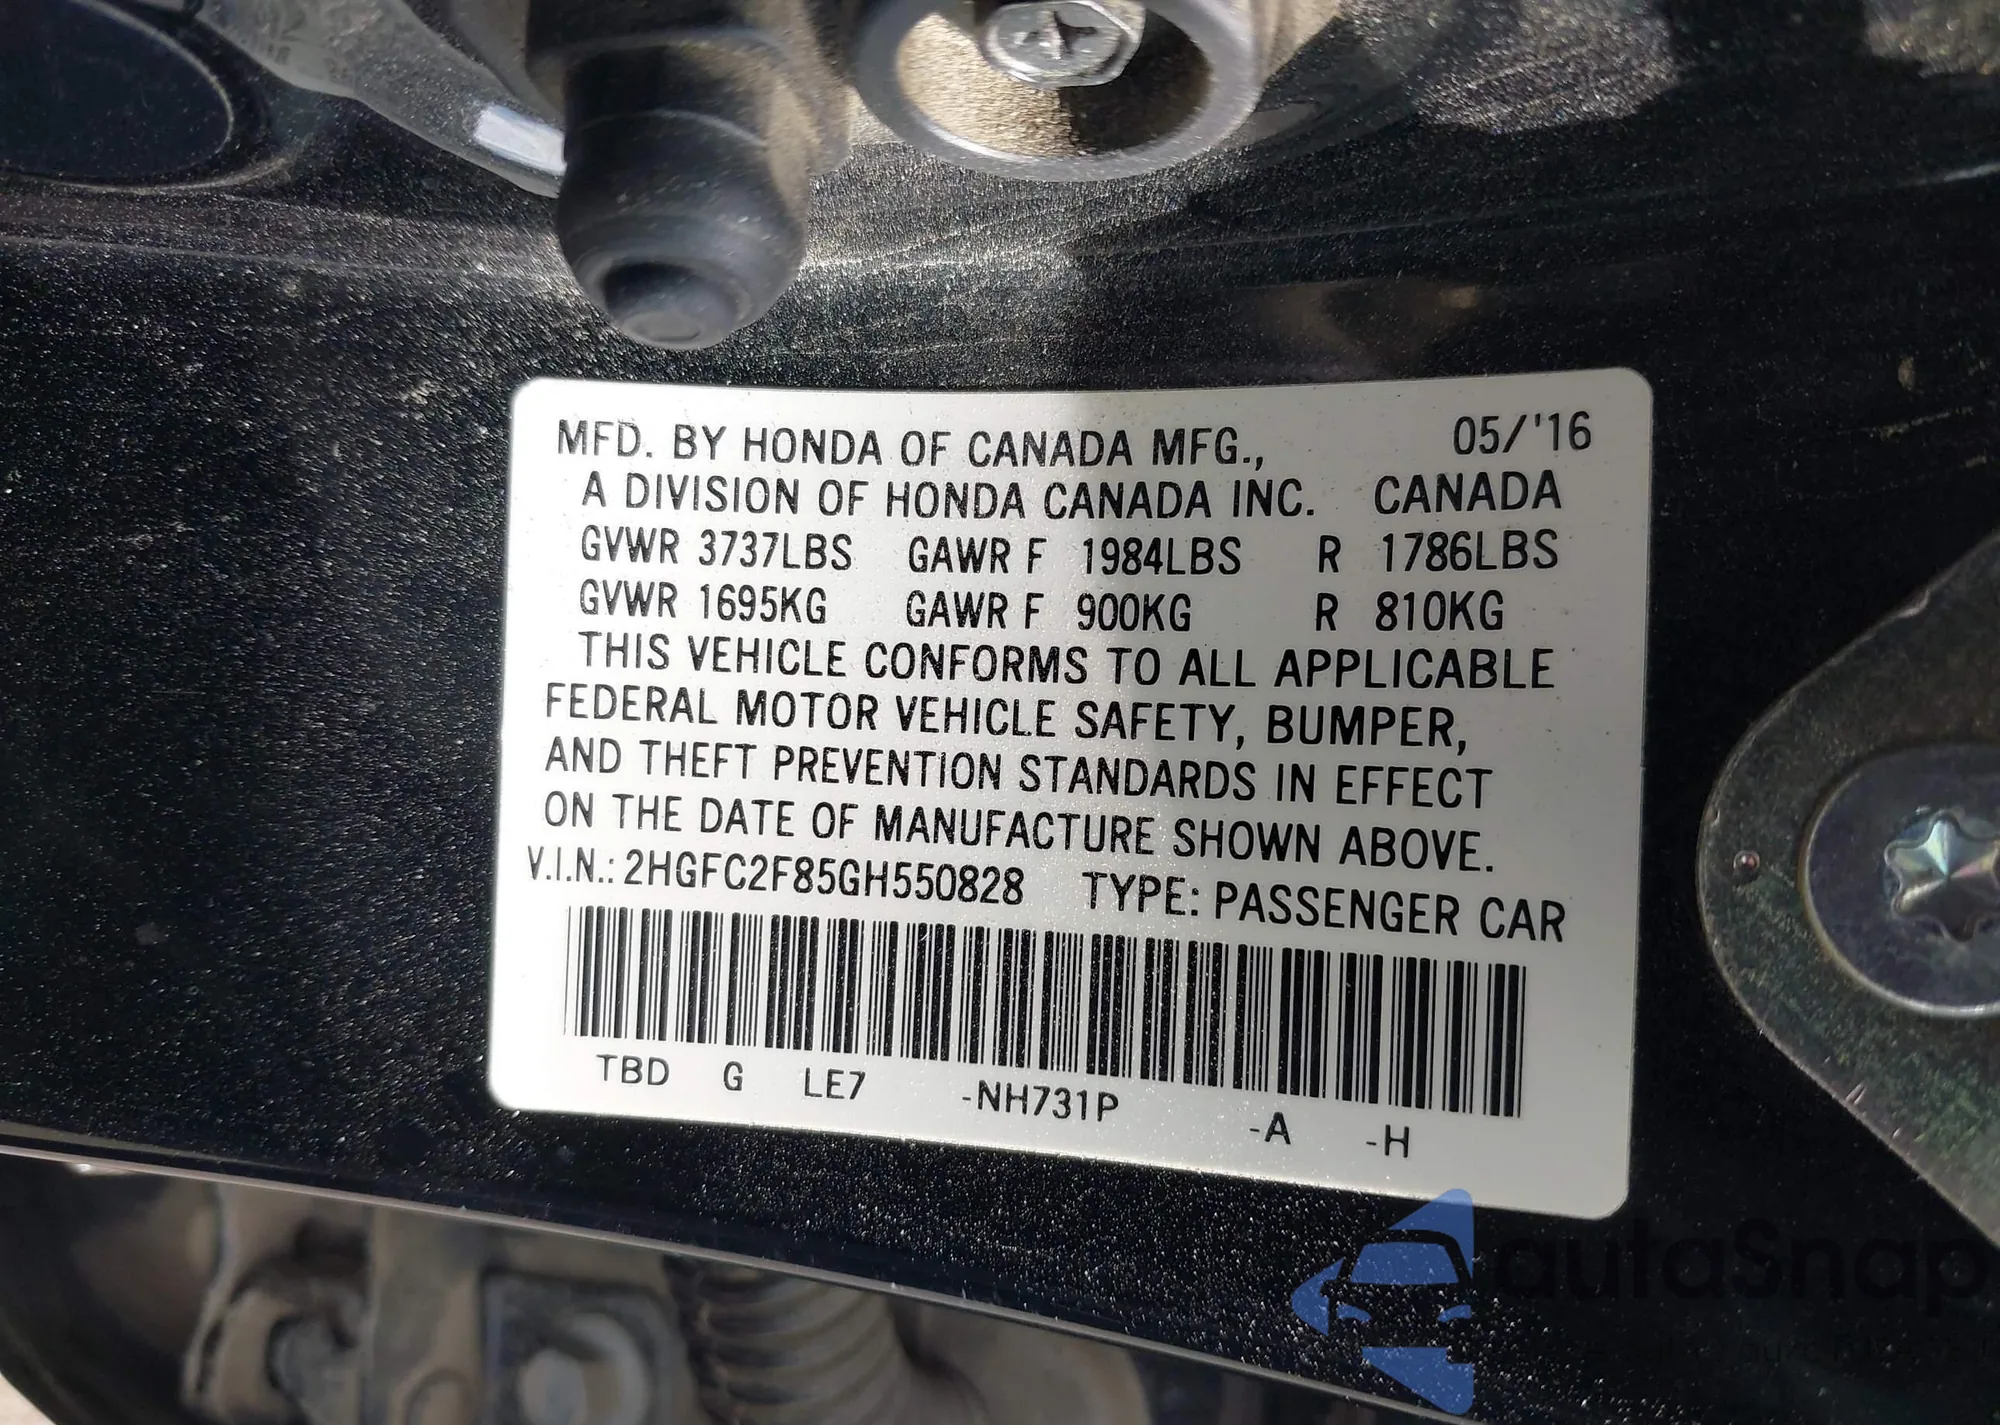 MFD. BY HONDA OF CANADA MFG., 05/'16
A DIVISION OF HONDA CANADA INC. CANADA
GVWR 3737LBS GAWR F 1984LBS R 1786LBS
GVWR 1695KG GAWR F 900KG R 810KG
THIS VEHICLE CONFORMS TO ALL APPLICABLE
FEDERAL MOTOR VEHICLE SAFETY, BUMPER,
AND THEFT PREVENTION STANDARDS IN EFFECT
ON THE DATE OF MANUFACTURE SHOWN ABOVE.
V.I.N.: 2HGFC2F85GH550828 TYPE: PASSENGER CAR
TBD G LE7 -NH731P -A -H